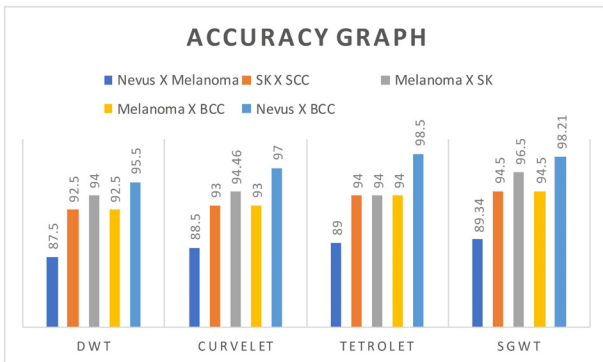 ACCURACY GRAPH
Nevus X Melanoma SK X SCC Melanoma X SK
Melanoma X BCC Nevus X BCC
87.5 92.5 94 92.5 95.5 88.5 93 94.46 93 97 89 94 94 94 98.5 89.34 94.5 96.5 94.5 98.21
DWT CURVELET TETROLET SGWT